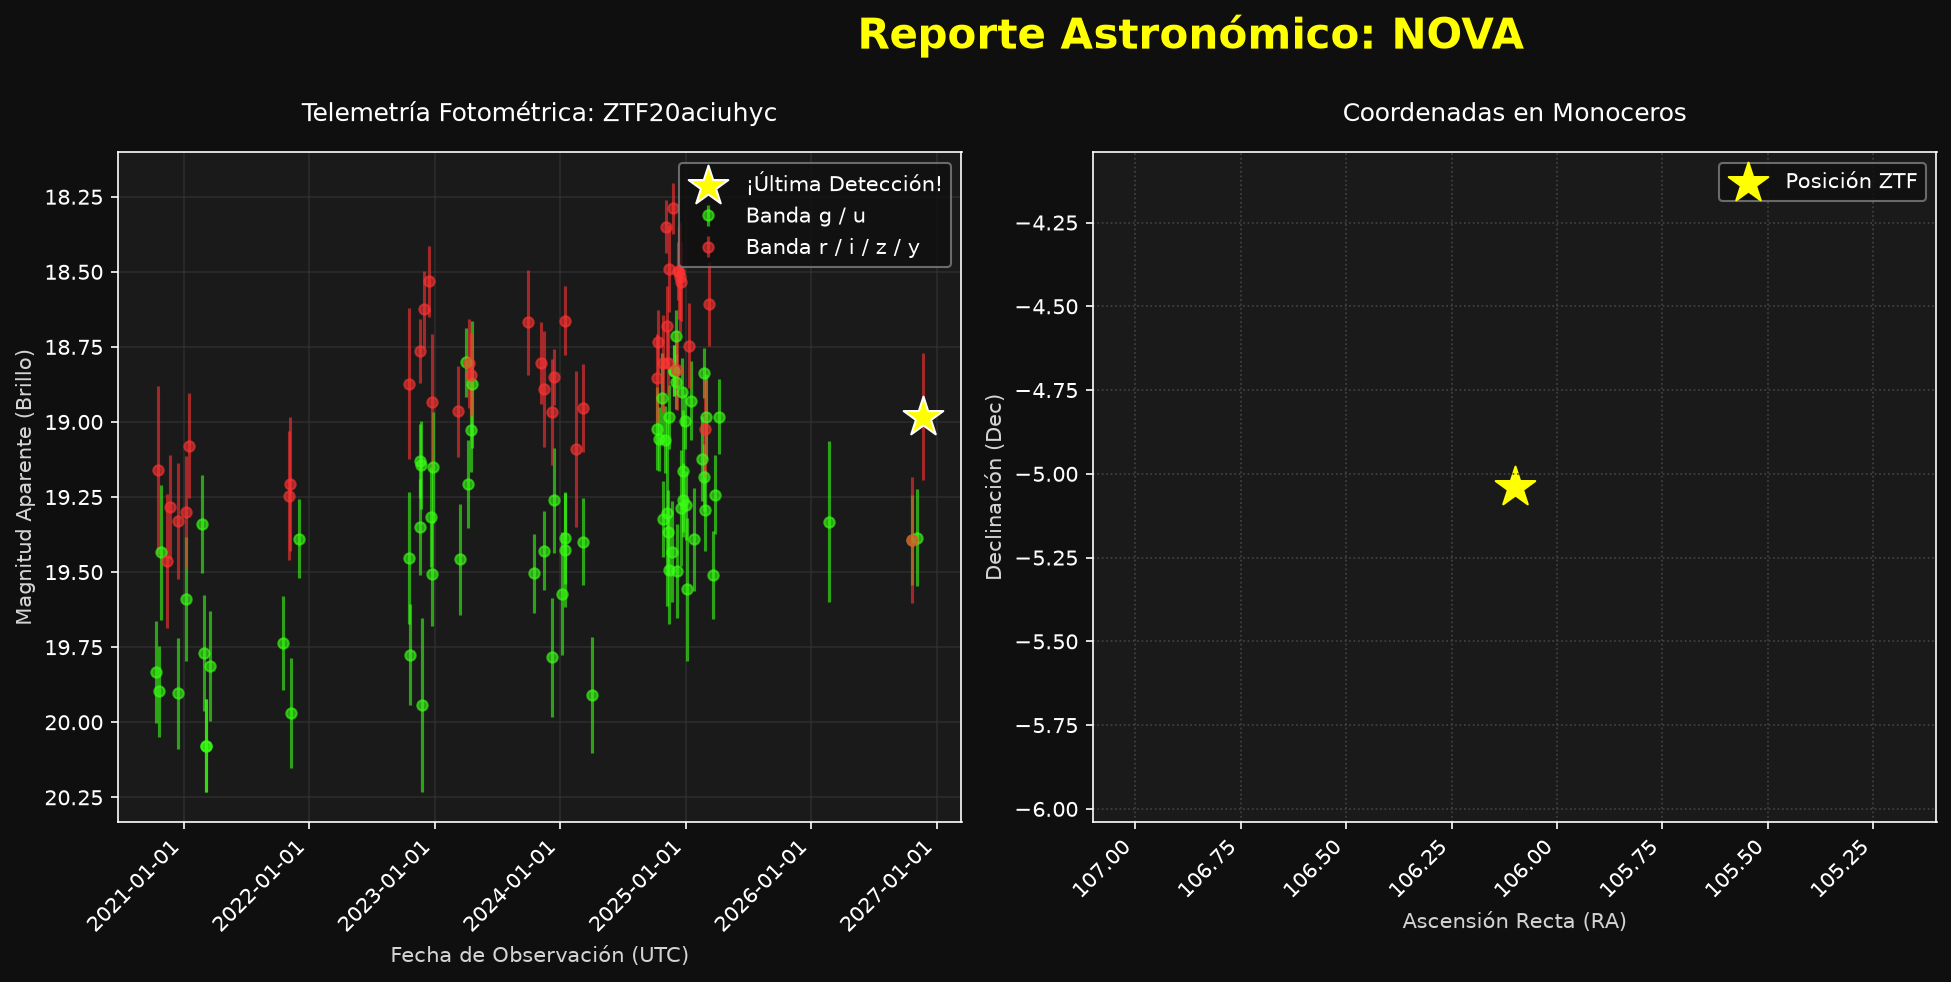 Reporte Astronómico: NOVA
Telemetría Fotométrica: ZTF20aciuhyc
Magnitud Aparente (Brillo)
18.25
18.50
18.75
19.00
19.25
19.50
19.75
20.00
20.25
¡Última Detección!
Banda g / u
Banda r / i / z / y
2021-01-01
2022-01-01
2023-01-01
2024-01-01
2025-01-01
2026-01-01
2027-01-01
Fecha de Observación (UTC)
Coordenadas en Monoceros
Declinación (Dec)
−4.25
−4.50
−4.75
−5.00
−5.25
−5.50
−5.75
−6.00
Posición ZTF
107.00
106.75
106.50
106.25
106.00
105.75
105.50
105.25
Ascensión Recta (RA)